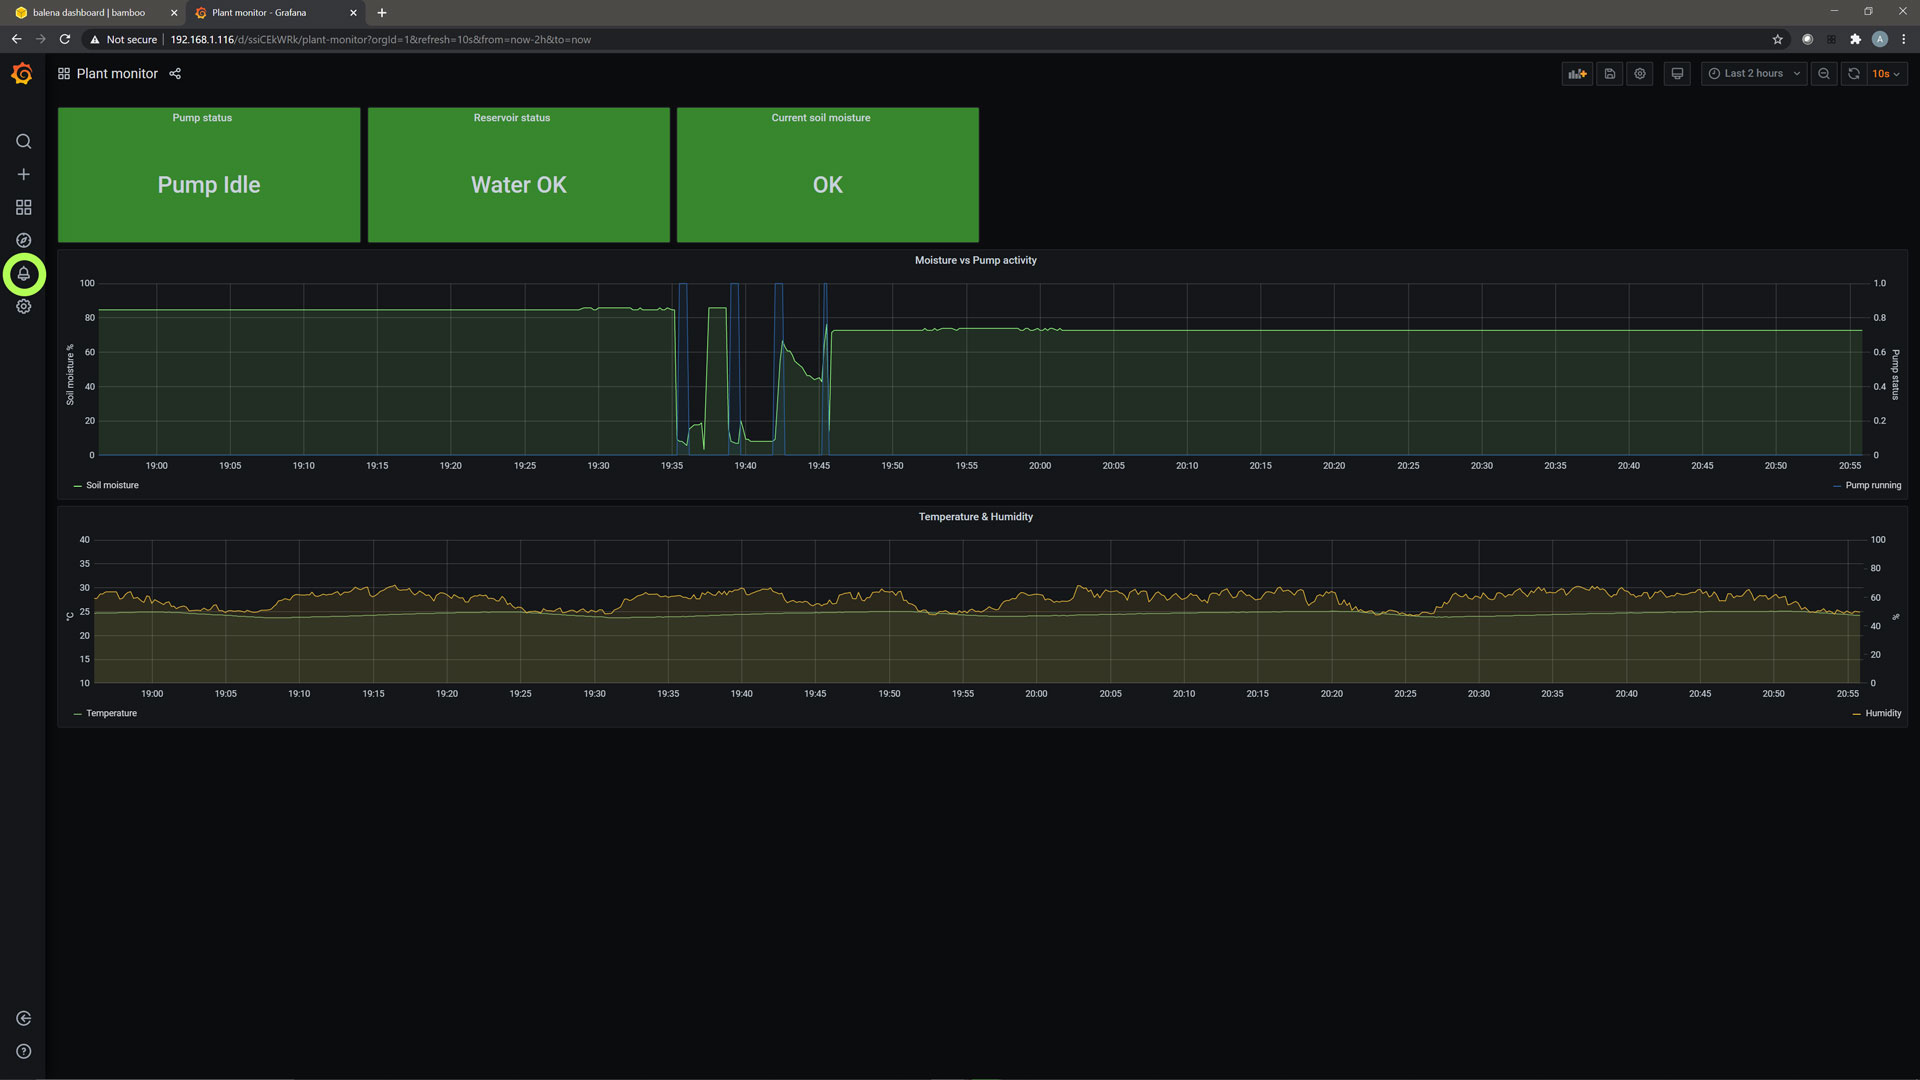 balena dashboard | bamboo
Plant monitor - Grafana
Not secure
192.168.1.116/d/ssiCEkWRk/plant-monitor?orgId=1&refresh=10s&from=now-2h&to=now
A
Plant monitor
Last 2 hours
10s
Pump status
Pump Idle
Reservoir status
Water OK
Current soil moisture
OK
Moisture vs Pump activity
100
80
60
40
20
0
Soil moisture %
1.0
0.8
0.6
0.4
0.2
0
Pump status
19:00 19:05 19:10 19:15 19:20 19:25 19:30 19:35 19:40 19:45 19:50 19:55 20:00 20:05 20:10 20:15 20:20 20:25 20:30 20:35 20:40 20:45 20:50 20:55
Soil moisture
Pump running
Temperature & Humidity
40
35
30
25
20
15
10
°C
100
80
60
40
20
0
%
19:00 19:05 19:10 19:15 19:20 19:25 19:30 19:35 19:40 19:45 19:50 19:55 20:00 20:05 20:10 20:15 20:20 20:25 20:30 20:35 20:40 20:45 20:50 20:55
Temperature
Humidity